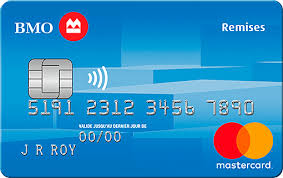 BMO
Remises
5191 2312 3456 7890
VALIDE JUSQU'AU DERNIER JOUR DE
00/00
J R ROY
mastercard